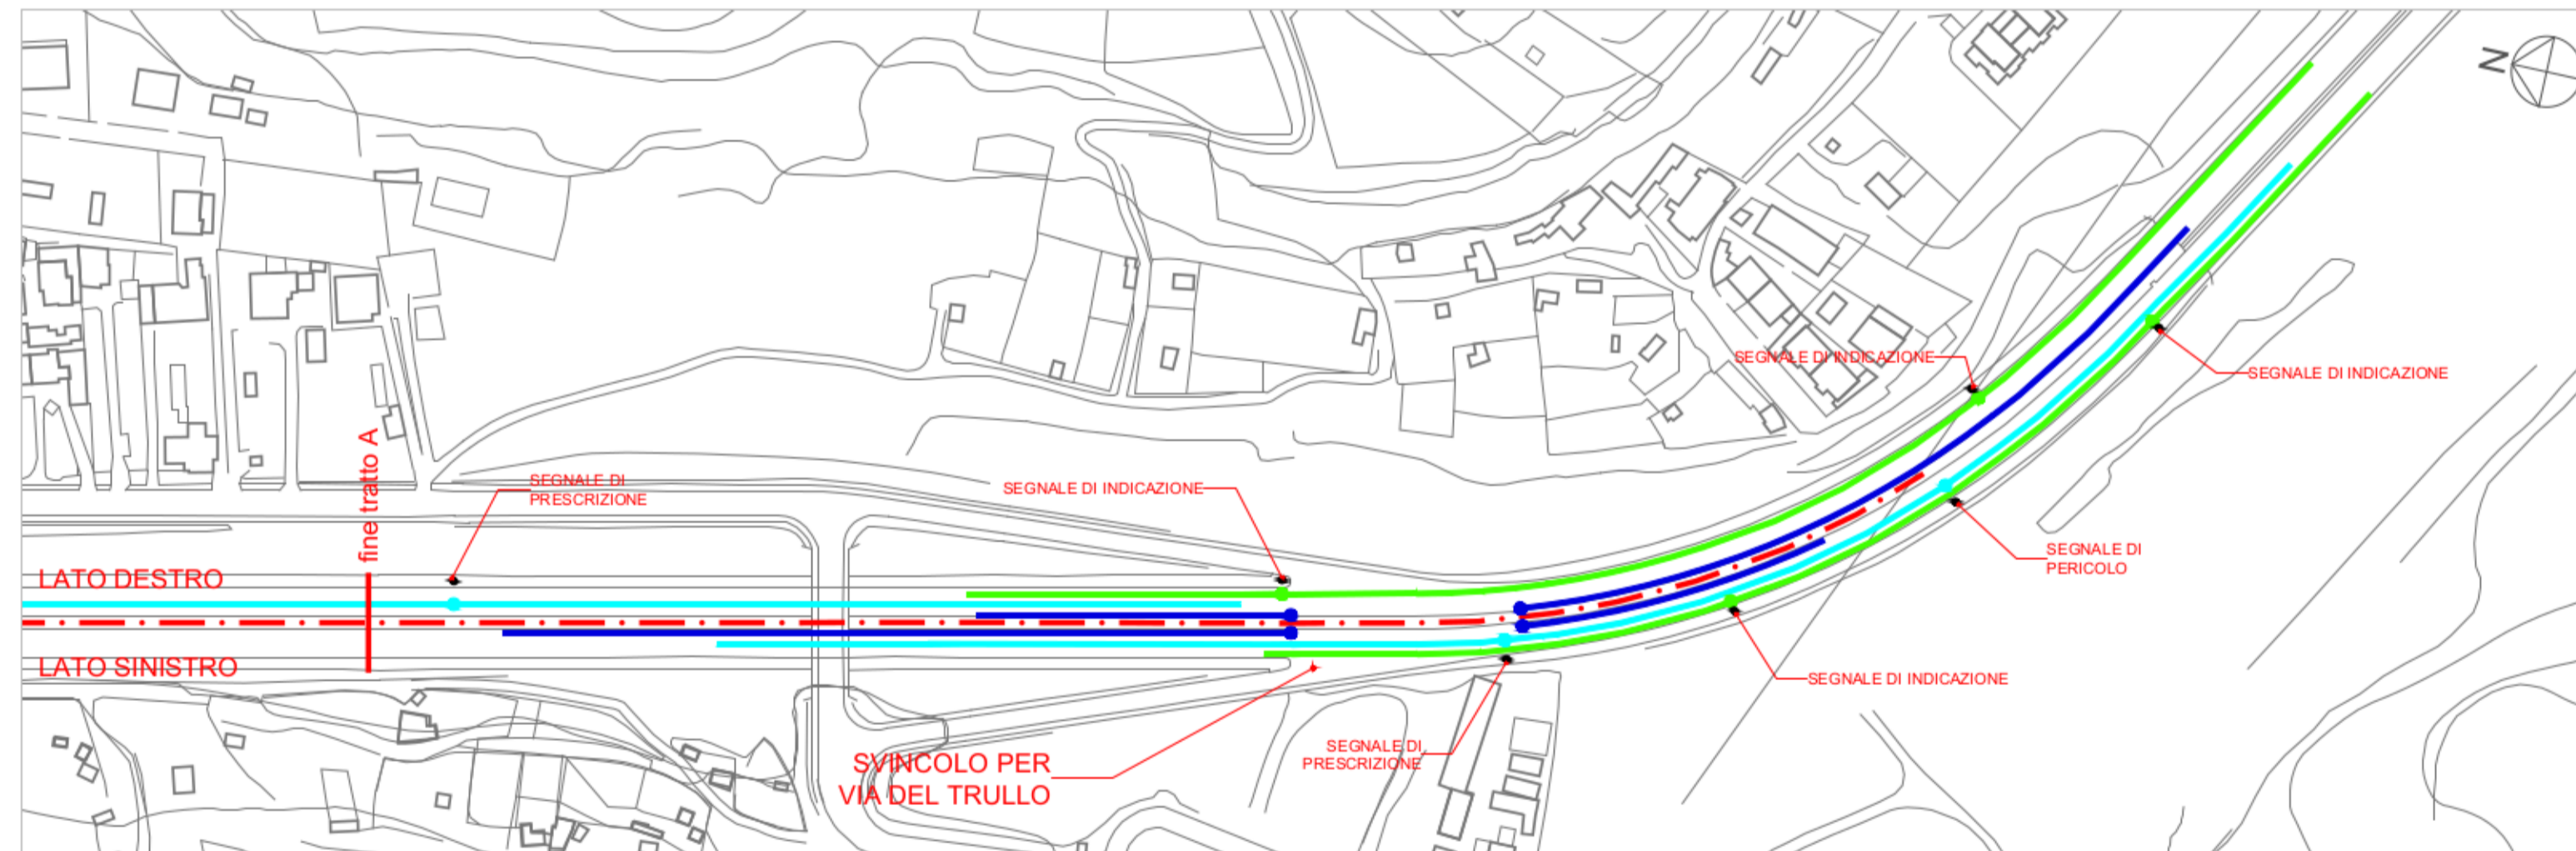 N
SEGNALE DI INDICAZIONE
SEGNALE DI INDICAZIONE
fine tratto A
SEGNALE DI
PRESCRIZIONE
SEGNALE DI INDICAZIONE
SEGNALE DI
PERICOLO
LATO DESTRO
LATO SINISTRO
SEGNALE DI INDICAZIONE
SEGNALE DI
PRESCRIZIONE
SVINCOLO PER
VIA DEL TRULLO